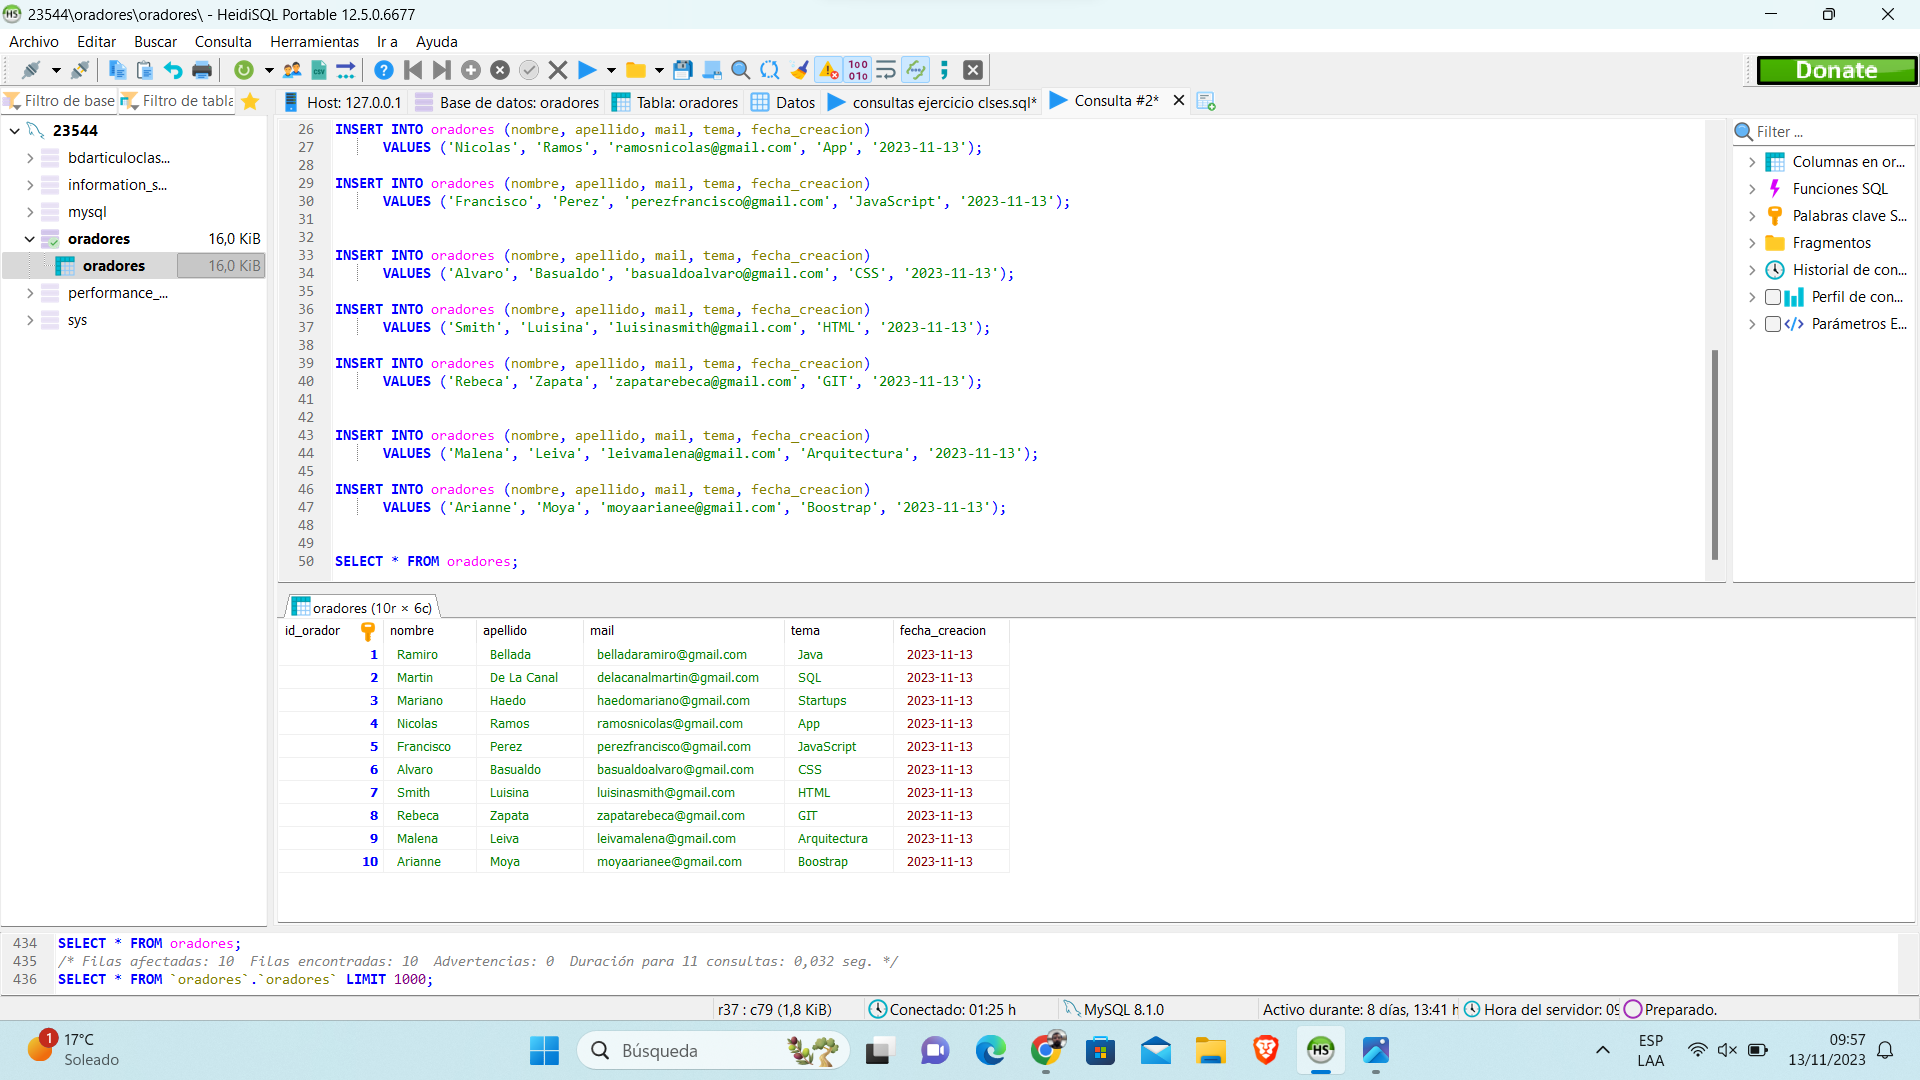 23544\oradores\oradores\ - HeidiSQL Portable 12.5.0.6677
Archivo Editar Buscar Consulta Herramientas Ir a Ayuda
Donate
Filtro de base Filtro de tabla
Host: 127.0.0.1 Base de datos: oradores Tabla: oradores Datos consultas ejercicio clses.sql* Consulta #2*
23544
bdarticuloclas...
information_s...
mysql
oradores 16,0 KiB
oradores 16,0 KiB
performance_...
sys
26 INSERT INTO oradores (nombre, apellido, mail, tema, fecha_creacion)
27 VALUES ('Nicolas', 'Ramos', 'ramosnicolas@gmail.com', 'App', '2023-11-13');
28
29 INSERT INTO oradores (nombre, apellido, mail, tema, fecha_creacion)
30 VALUES ('Francisco', 'Perez', 'perezfrancisco@gmail.com', 'JavaScript', '2023-11-13');
31
32
33 INSERT INTO oradores (nombre, apellido, mail, tema, fecha_creacion)
34 VALUES ('Alvaro', 'Basualdo', 'basualdoalvaro@gmail.com', 'CSS', '2023-11-13');
35
36 INSERT INTO oradores (nombre, apellido, mail, tema, fecha_creacion)
37 VALUES ('Smith', 'Luisina', 'luisinasmith@gmail.com', 'HTML', '2023-11-13');
38
39 INSERT INTO oradores (nombre, apellido, mail, tema, fecha_creacion)
40 VALUES ('Rebeca', 'Zapata', 'zapatarebeca@gmail.com', 'GIT', '2023-11-13');
41
42
43 INSERT INTO oradores (nombre, apellido, mail, tema, fecha_creacion)
44 VALUES ('Malena', 'Leiva', 'leivamalena@gmail.com', 'Arquitectura', '2023-11-13');
45
46 INSERT INTO oradores (nombre, apellido, mail, tema, fecha_creacion)
47 VALUES ('Arianne', 'Moya', 'moyaarianee@gmail.com', 'Boostrap', '2023-11-13');
48
49
50 SELECT * FROM oradores;
Filter ...
Columnas en or...
Funciones SQL
Palabras clave S...
Fragmentos
Historial de con...
Perfil de con...
Parámetros E...
oradores (10r × 6c)
id_orador nombre apellido mail tema fecha_creacion
1 Ramiro Bellada belladaramiro@gmail.com Java 2023-11-13
2 Martin De La Canal delacanalmartin@gmail.com SQL 2023-11-13
3 Mariano Haedo haedomariano@gmail.com Startups 2023-11-13
4 Nicolas Ramos ramosnicolas@gmail.com App 2023-11-13
5 Francisco Perez perezfrancisco@gmail.com JavaScript 2023-11-13
6 Alvaro Basualdo basualdoalvaro@gmail.com CSS 2023-11-13
7 Smith Luisina luisinasmith@gmail.com HTML 2023-11-13
8 Rebeca Zapata zapatarebeca@gmail.com GIT 2023-11-13
9 Malena Leiva leivamalena@gmail.com Arquitectura 2023-11-13
10 Arianne Moya moyaarianee@gmail.com Boostrap 2023-11-13
434 SELECT * FROM oradores;
435 /* Filas afectadas: 10 Filas encontradas: 10 Advertencias: 0 Duración para 11 consultas: 0,032 seg. */
436 SELECT * FROM `oradores`.`oradores` LIMIT 1000;
r37 : c79 (1,8 KiB) Conectado: 01:25 h MySQL 8.1.0 Activo durante: 8 días, 13:41 h Hora del servidor: 09 Preparado.
1 17°C
Soleado
Búsqueda
HS
ESP
LAA
09:57
13/11/2023